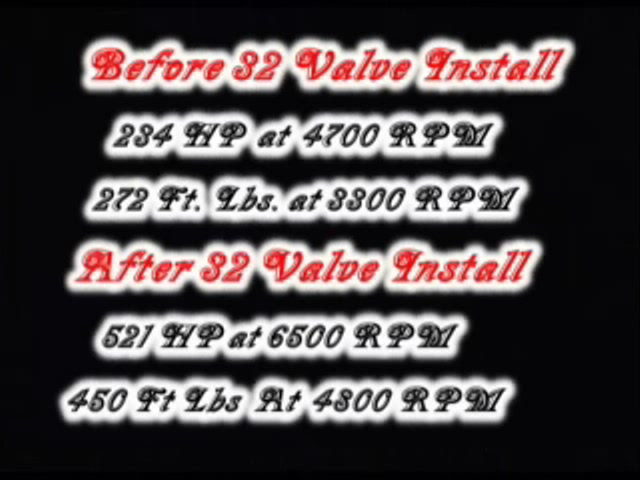 Before 32 Valve Install
234 HP at 4700 RPM
272 Ft. Lbs. at 3300 RPM
After 32 Valve Install
521 HP at 6500 RPM
450 Ft Lbs At 4800 RPM